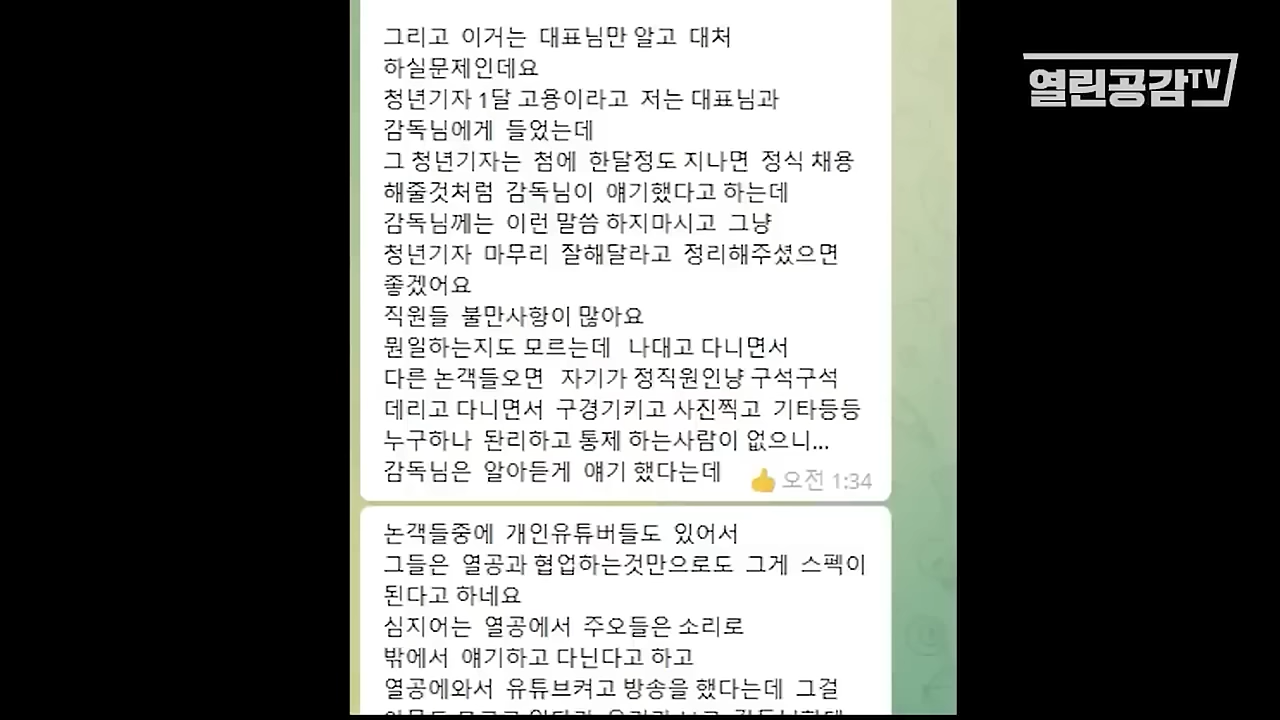 그리고 이거는 대표님만 알고 대처
하실문제인데요
청년기자 1달 고용이라고 저는 대표님과
감독님에게 들었는데
그 청년기자는 첨에 한달정도 지나면 정식 채용
해줄것처럼 감독님이 얘기했다고 하는데
감독님께는 이런 말씀 하지마시고 그냥
청년기자 마무리 잘해달라고 정리해주셨으면
좋겠어요
직원들 불만사항이 많아요
뭔일하는지도 모르는데 나대고 다니면서
다른 논객들오면 자기가 정직원인냥 구석구석
데리고 다니면서 구경기키고 사진찍고 기타등등
누구하나 돤리하고 통제 하는사람이 없으니...
감독님은 알아듣게 얘기 했다는데
오전 1:34
논객들중에 개인유튜버들도 있어서
그들은 열공과 협업하는것만으로도 그게 스펙이
된다고 하네요
심지어는 열공에서 주오들은 소리로
밖에서 얘기하고 다닌다고 하고
열공에와서 유튜브켜고 방송을 했다는데 그걸
열린공감TV